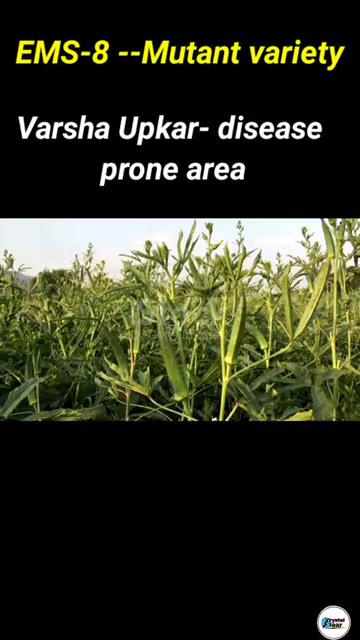 EMS-8 --Mutant variety
Varsha Upkar- disease
prone area